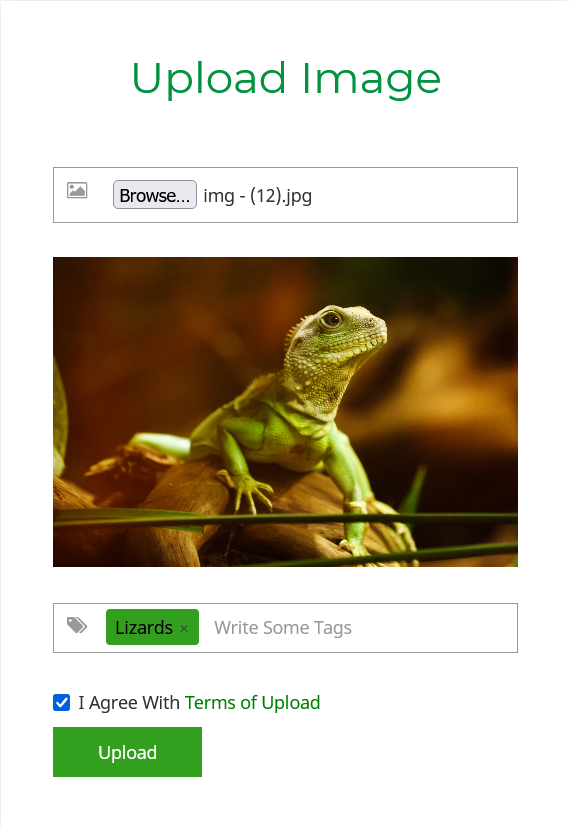 Upload Image
Browse... img - (12).jpg
Lizards × Write Some Tags
I Agree With Terms of Upload
Upload